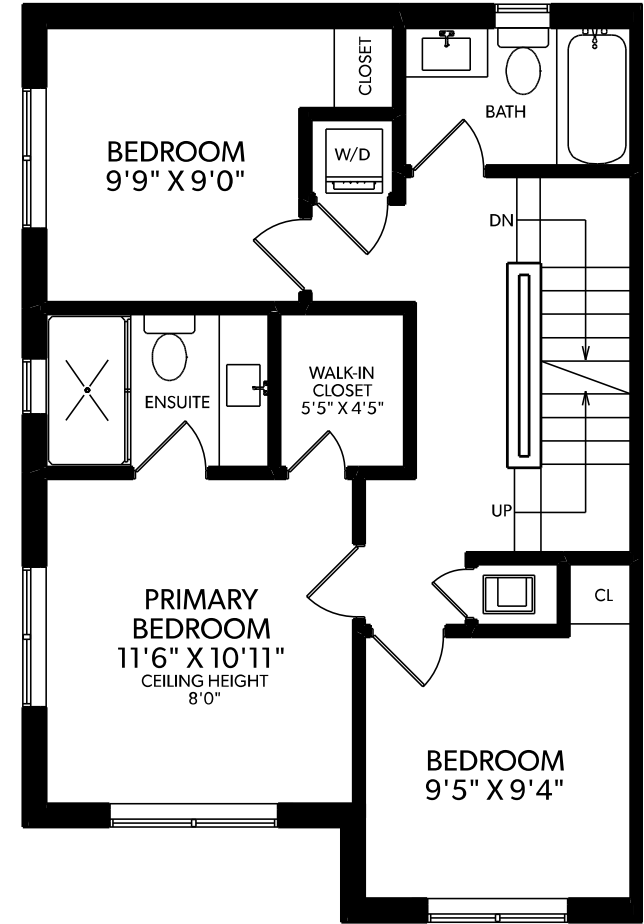 CLOSET
BATH
BEDROOM
9'9" X 9'0"
W/D
DN
WALK-IN
CLOSET
5'5" X 4'5"
ENSUITE
UP
PRIMARY
BEDROOM
11'6" X 10'11"
CEILING HEIGHT
8'0"
CL
BEDROOM
9'5" X 9'4"